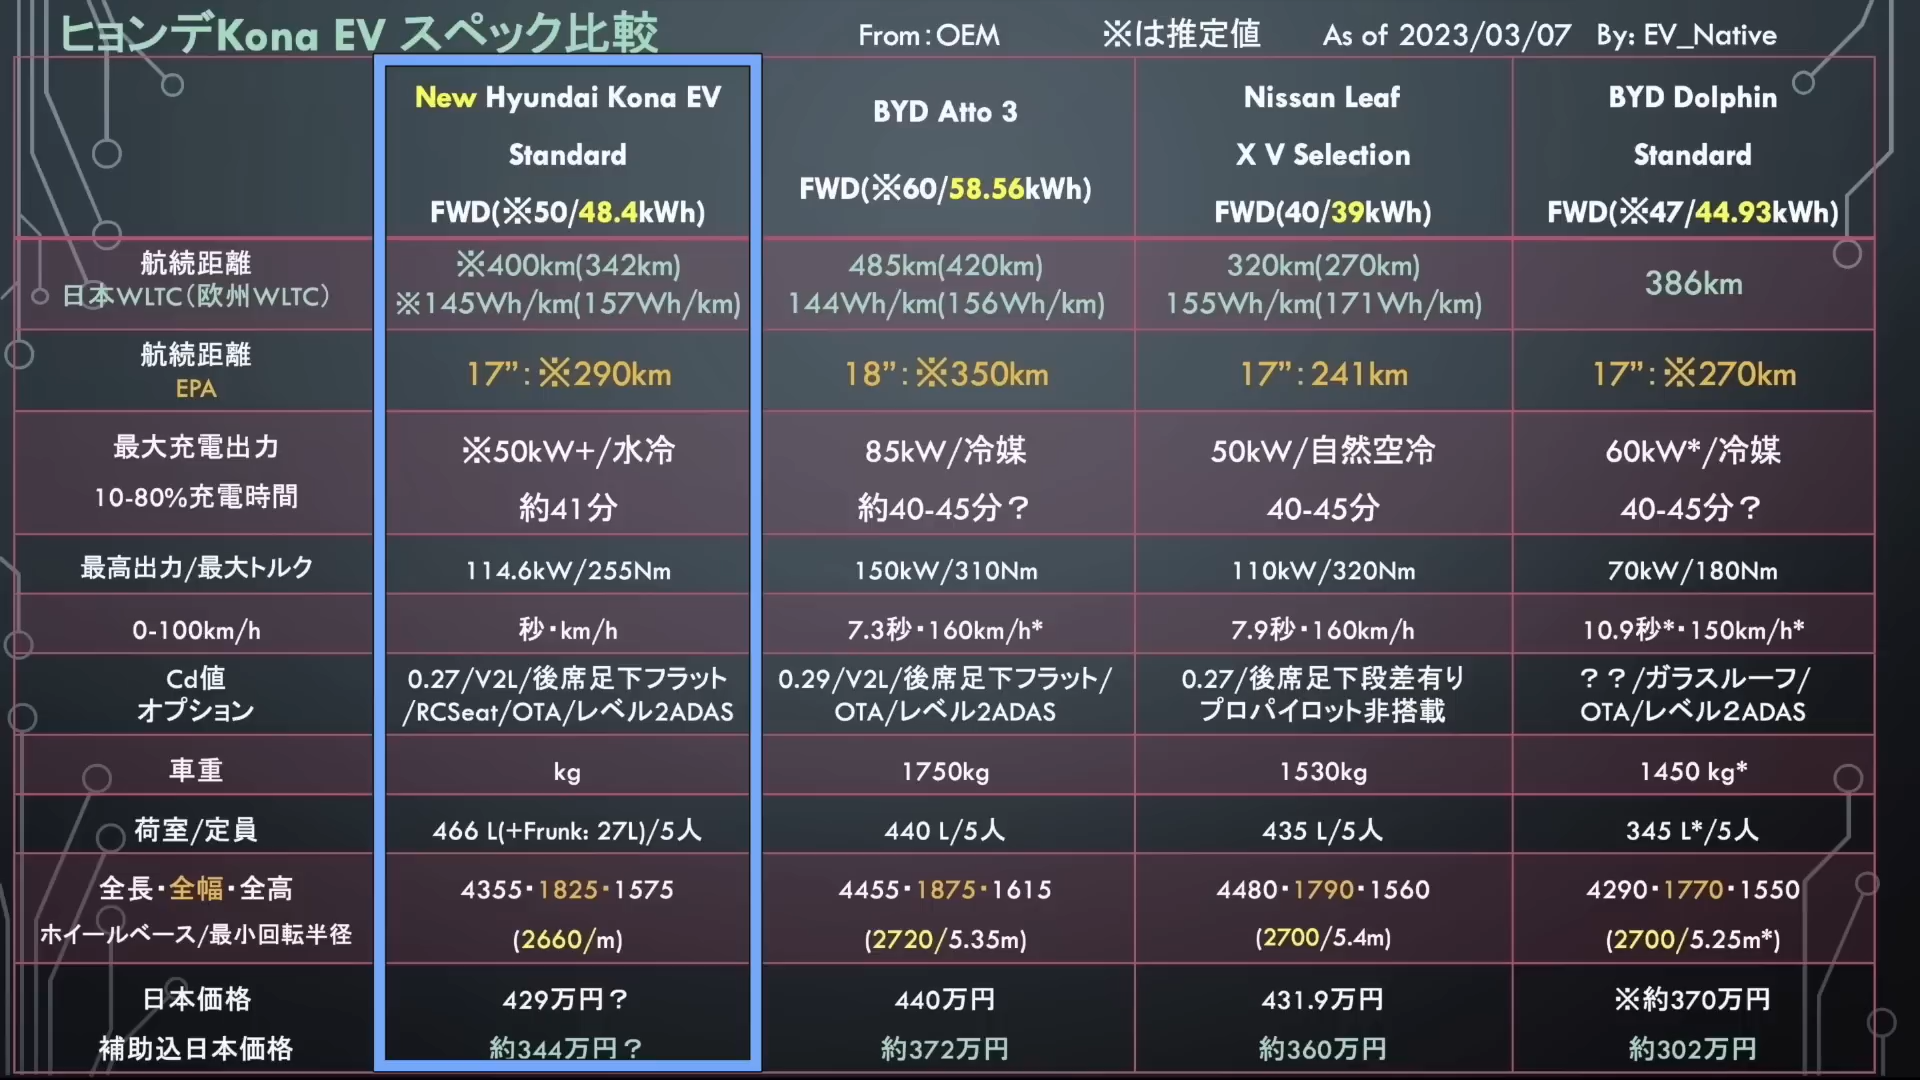 ヒョンデKona EV スペック比較
From：OEM
※は推定値
As of 2023/03/07
By: EV_Native
New Hyundai Kona EV
Standard
FWD(※50/48.4kWh)
BYD Atto 3
FWD(※60/58.56kWh)
Nissan Leaf
X V Selection
FWD(40/39kWh)
BYD Dolphin
Standard
FWD(※47/44.93kWh)
航続距離
日本WLTC（欧州WLTC）
※400km(342km)
※145Wh/km(157Wh/km)
485km(420km)
144Wh/km(156Wh/km)
320km(270km)
155Wh/km(171Wh/km)
386km
航続距離
EPA
17”：※290km
18”：※350km
17”：241km
17”：※270km
最大充電出力
10-80%充電時間
※50kW+/水冷
約41分
85kW/冷媒
約40-45分？
50kW/自然空冷
40-45分
60kW*/冷媒
40-45分？
最高出力/最大トルク
114.6kW/255Nm
150kW/310Nm
110kW/320Nm
70kW/180Nm
0-100km/h
秒・km/h
7.3秒・160km/h*
7.9秒・160km/h
10.9秒*・150km/h*
Cd値
オプション
0.27/V2L/後席足下フラット
/RCSeat/OTA/レベル2ADAS
0.29/V2L/後席足下フラット/
OTA/レベル2ADAS
0.27/後席足下段差有り
プロパイロット非搭載
？？/ガラスルーフ/
OTA/レベル２ADAS
車重
kg
1750kg
1530kg
1450 kg*
荷室/定員
466 L(+Frunk: 27L)/5人
440 L/5人
435 L/5人
345 L*/5人
全長・全幅・全高
ホイールベース/最小回転半径
4355・1825・1575
(2660/m)
4455・1875・1615
(2720/5.35m)
4480・1790・1560
(2700/5.4m)
4290・1770・1550
(2700/5.25m*)
日本価格
補助込日本価格
429万円？
約344万円？
440万円
約372万円
431.9万円
約360万円
※約370万円
約302万円